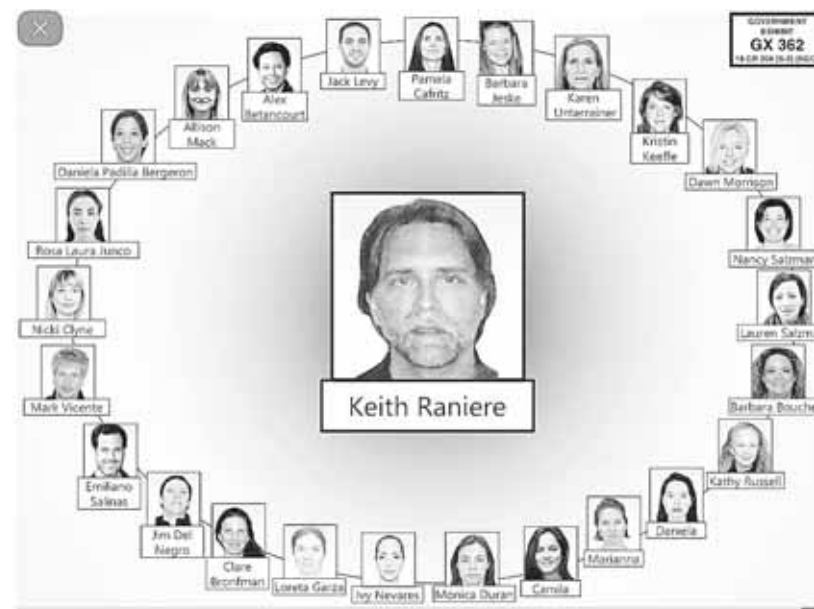 GOVERNMENT
EXHIBIT
GX 362
Jack Levy
Pamela
Cafritz
Barbara
Jeske
Karen
Unterreiner
Kristin
Keeffe
Dawn Morrison
Nancy Salzman
Lauren Salzman
Barbara Bouchey
Kathy Russell
Daniela
Marianna
Camila
Monica Duran
Ivy Nevares
Loreta Garza
Clare
Bronfman
Jim Del
Negro
Emiliano
Salinas
Mark Vicente
Nicki Clyne
Rosa Laura Junco
Daniela Padilla Bergeron
Allison
Mack
Alex
Betancourt
Keith Raniere